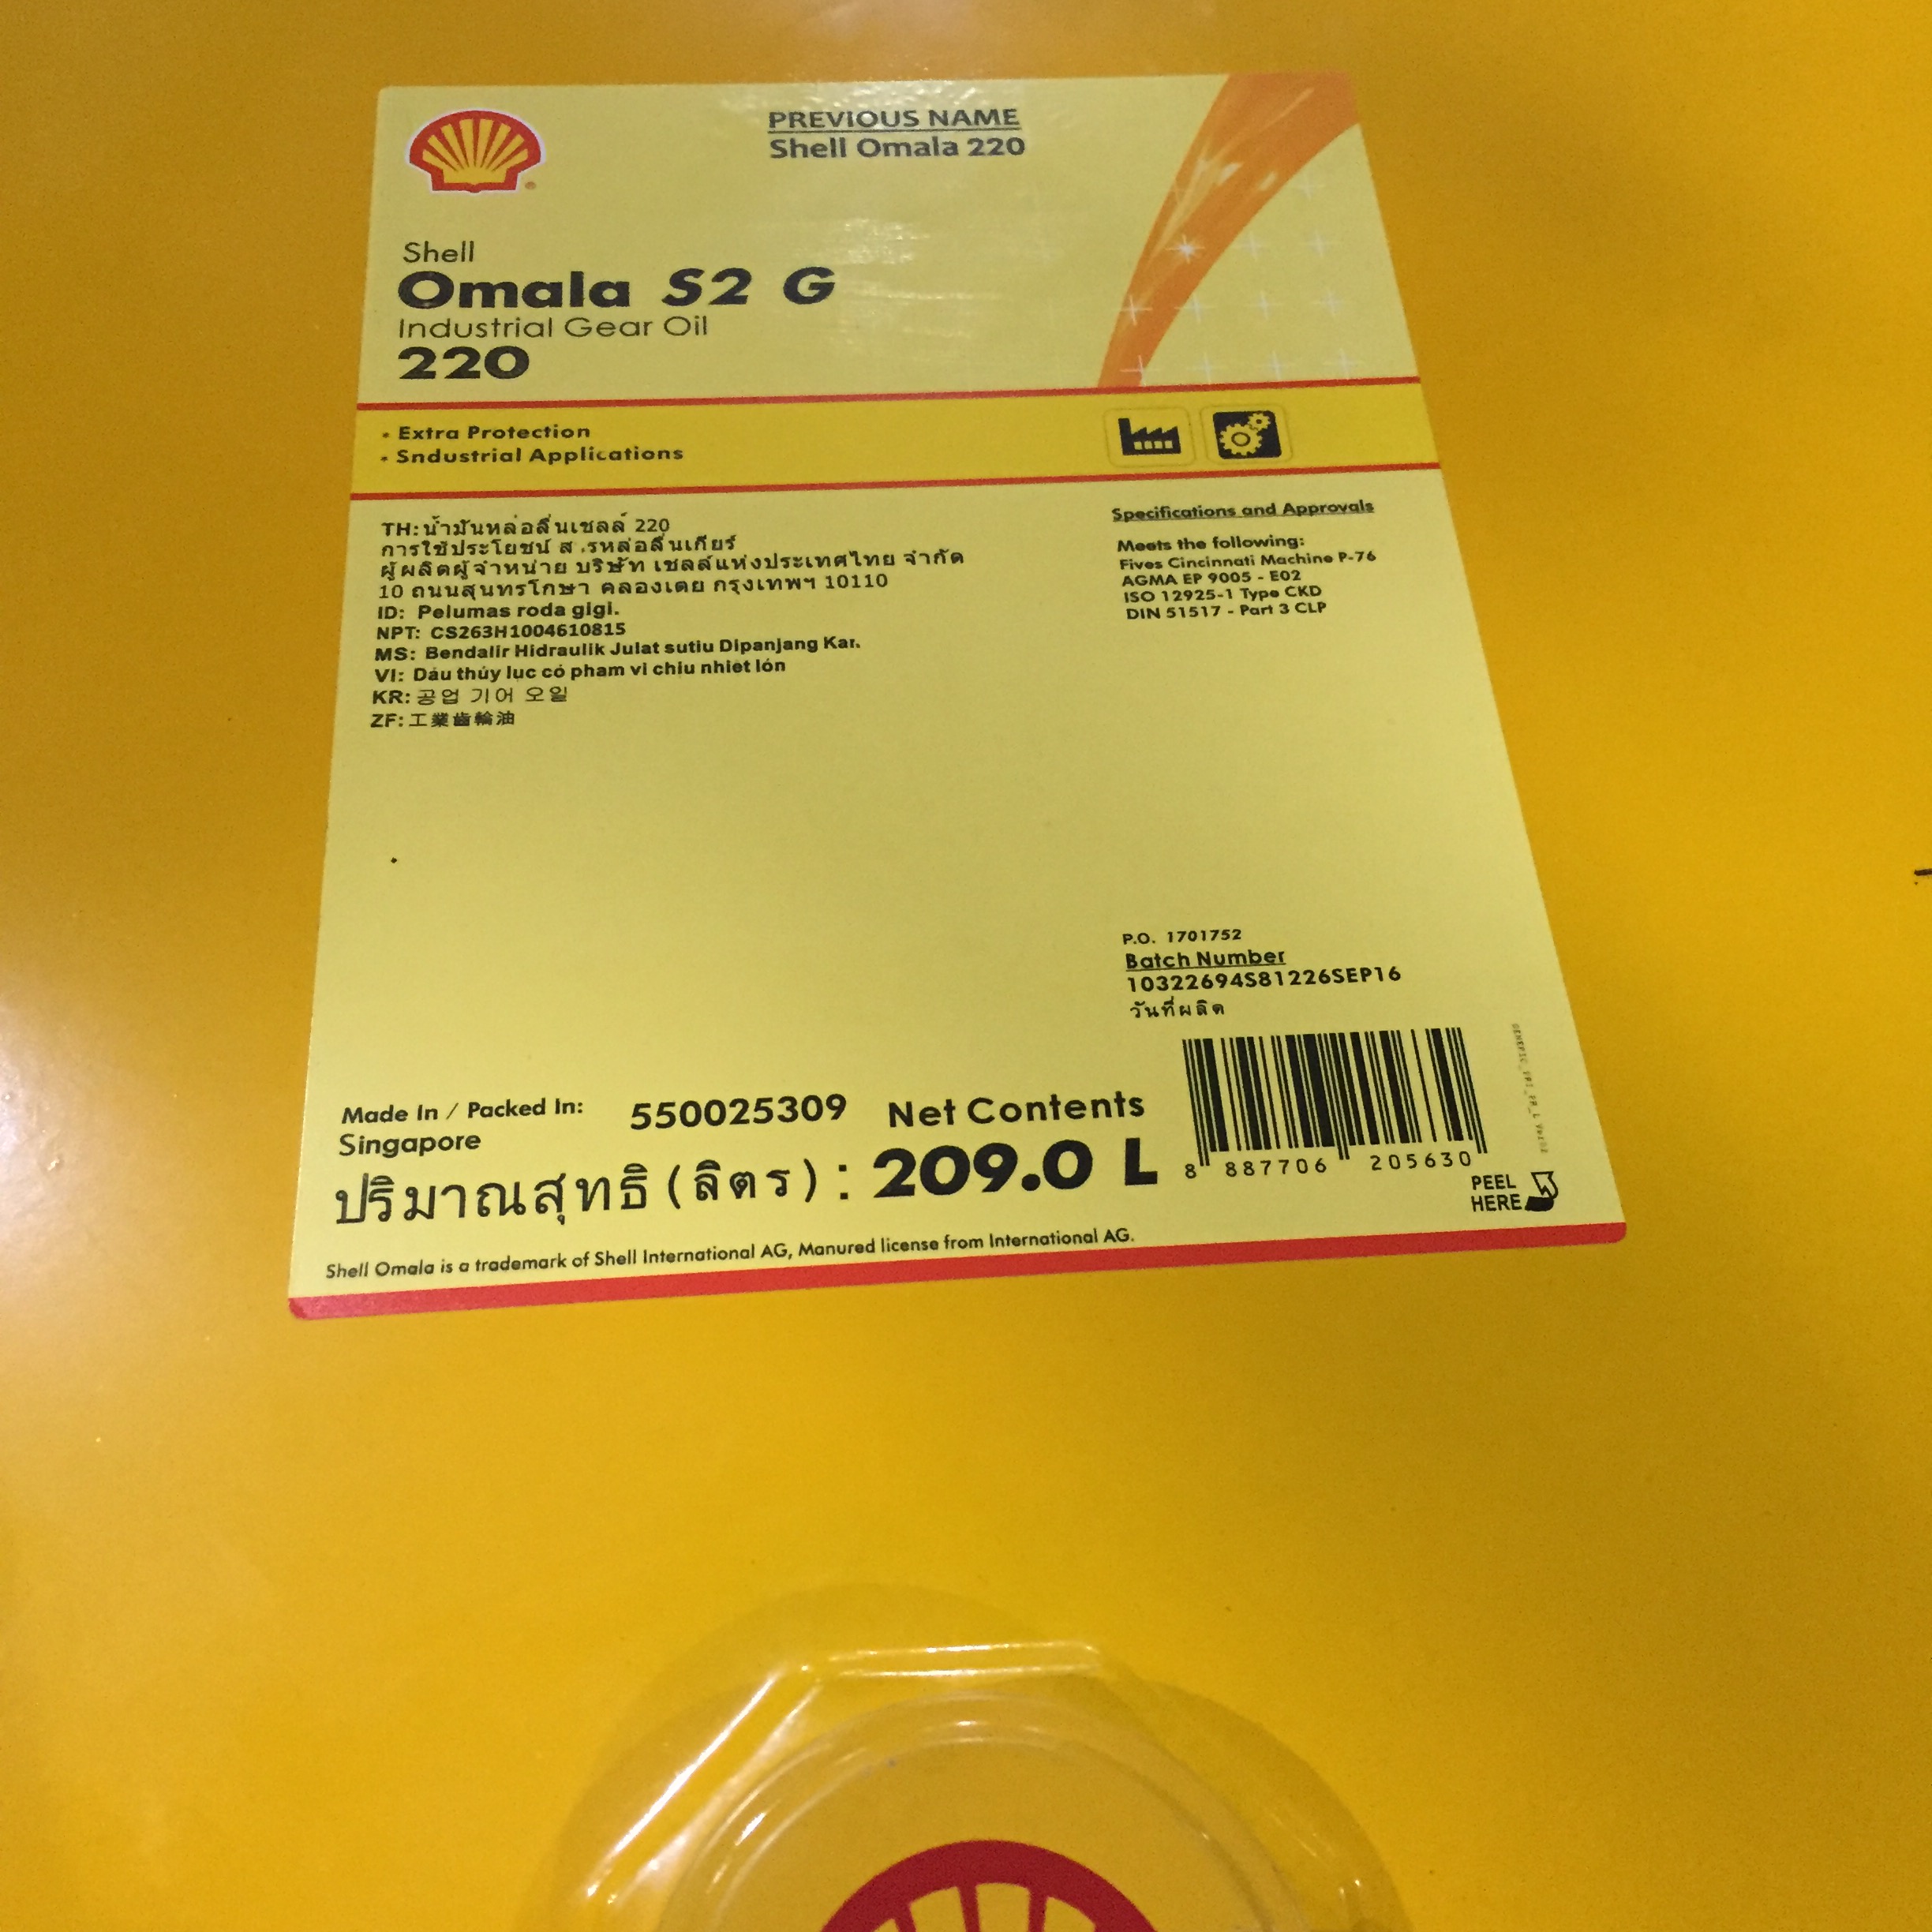 PREVIOUS NAME
Shell Omala 220
Shell
Omala S2 G
Industrial Gear Oil
220
• Extra Protection
• Sndustrial Applications
TH: น้ำมันหล่อลื่นเชลล์ 220
การใช้ประโยชน์ ส รหล่อลื่นเกียร์
ผู้ผลิตผู้จำหน่าย บริษัท เชลล์แห่งประเทศไทย จำกัด
10 ถนนสุนทรโกษา คลองเตย กรุงเทพฯ 10110
ID: Pelumas roda gigi.
NPT: CS263H1004610815
MS: Bendalir Hidraulik Julat sutiu Dipanjang Kar.
VI: Dáu thúy luc có pham vi chiu nhiet lón
KR: 공업 기어 오일
ZF: 工業齒輪油
Specifications and Approvals
Meets the following:
Fives Cincinnati Machine P-76
AGMA EP 9005 - E02
ISO 12925-1 Type CKD
DIN 51517 - Part 3 CLP
P.O. 1701752
Batch Number
10322694S81226SEP16
วันที่ผลิต
8 887706 205630
PEEL
HERE
Made In / Packed In:
Singapore
550025309
Net Contents
ปริมาณสุทธิ (ลิตร) : 209.0 L
Shell Omala is a trademark of Shell International AG, Manured license from International AG.